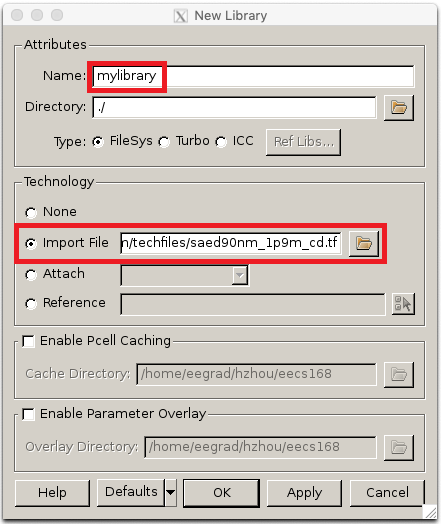 New Library
Attributes
Name: mylibrary
Directory: ./
Type: FileSys Turbo ICC Ref Libs...
Technology
None
Import File n/techfiles/saed90nm_1p9m_cd.tf
Attach
Reference
Enable Pcell Caching
Cache Directory: /home/eegrad/hzhou/eecs168
Enable Parameter Overlay
Overlay Directory: /home/eegrad/hzhou/eecs168
Help Defaults OK Apply Cancel